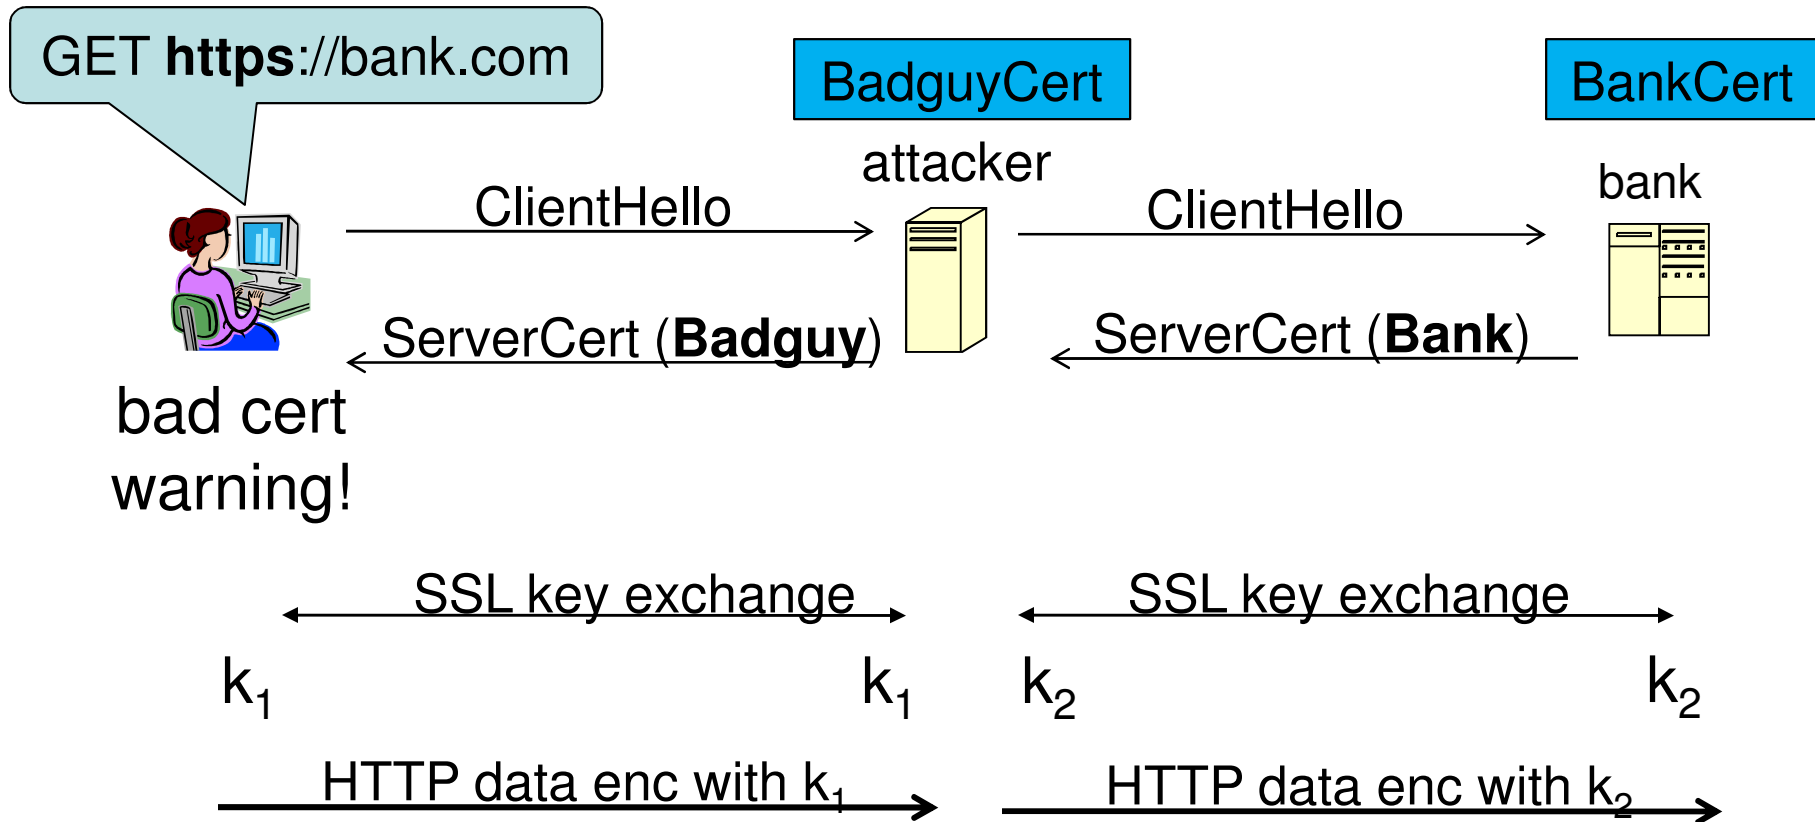 GET https://bank.com
BadguyCert
BankCert
attacker
bank
ClientHello
ClientHello
ServerCert (Badguy)
ServerCert (Bank)
bad cert
warning!
SSL key exchange
SSL key exchange
k₁
k₁
k₂
k₂
HTTP data enc with k₁
HTTP data enc with k₂